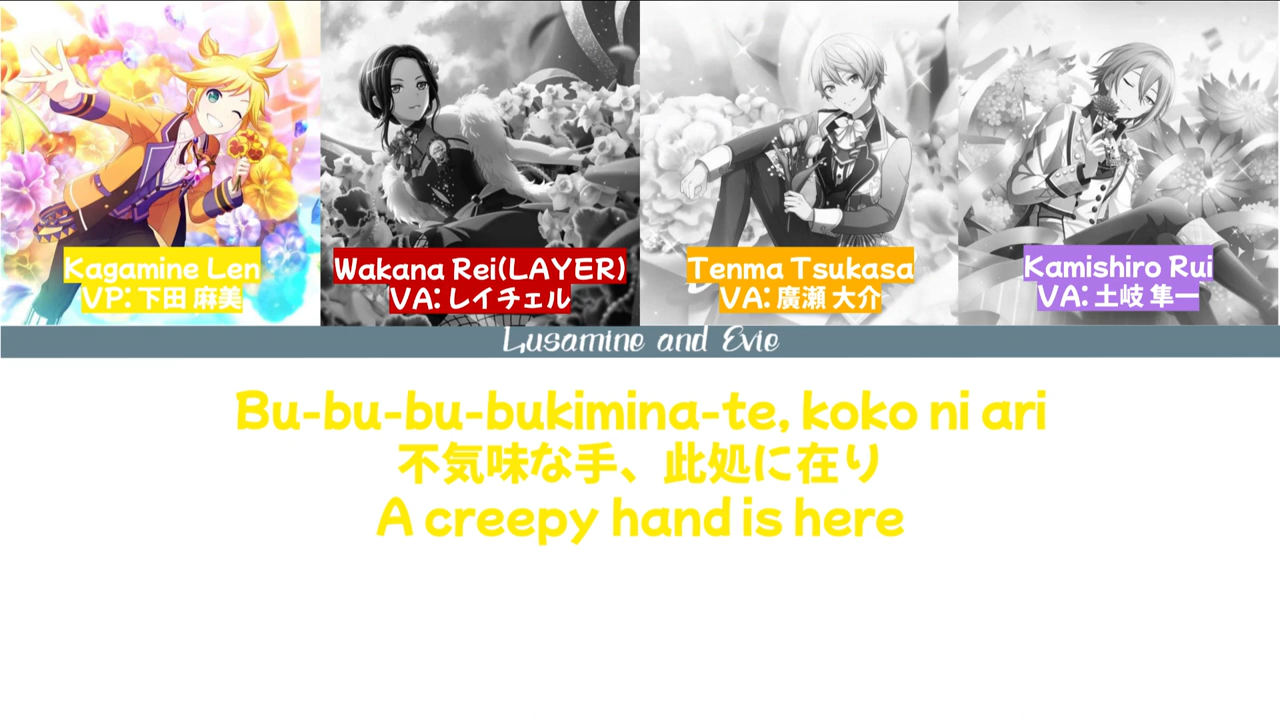 Kagamine Len
VP: 下田 麻美
Wakana Rei(LAYER)
VA: レイチェル
Tenma Tsukasa
VA: 廣瀬 大介
Kamishiro Rui
VA: 土岐 隼一
Lusamine and Evie
Bu-bu-bu-bukimina-te, koko ni ari
不気味な手、此処に在り
A creepy hand is here